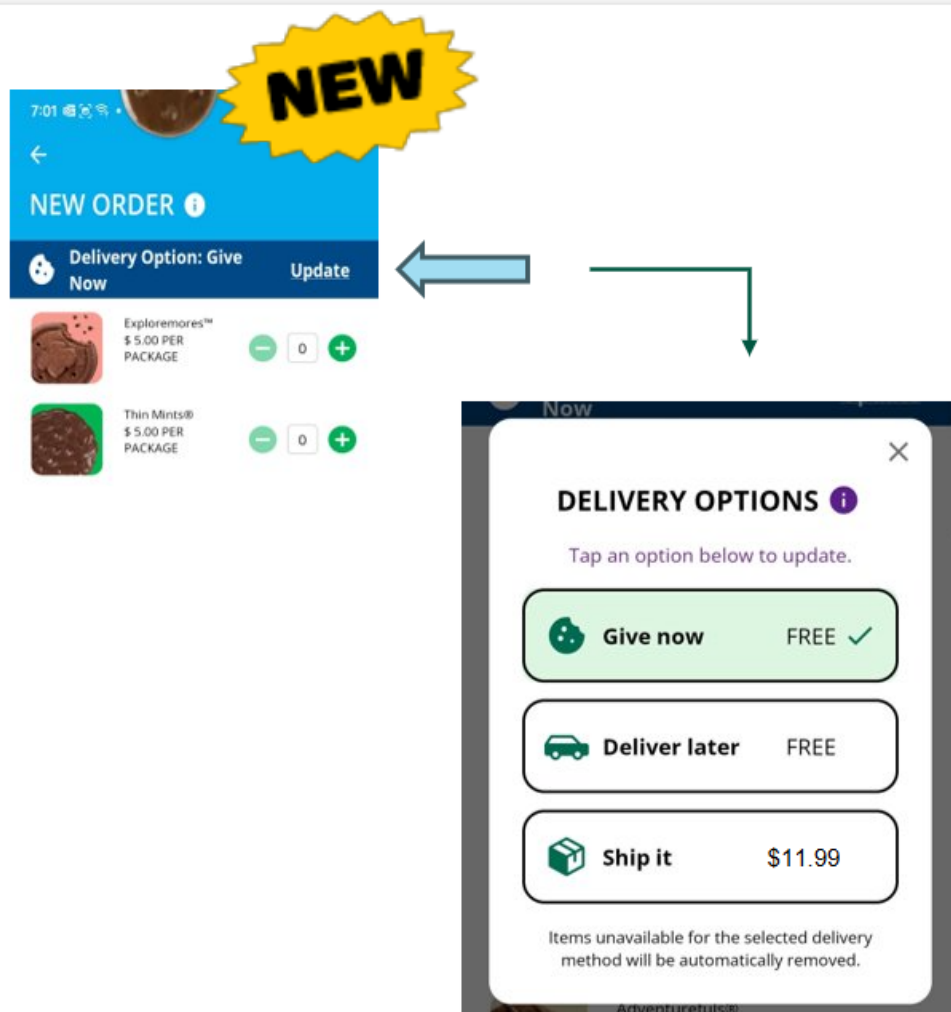 NEW
7:01
NEW ORDER
Delivery Option: Give
Now
Update
Exploremores™
$ 5.00 PER
PACKAGE
0
Thin Mints®
$ 5.00 PER
PACKAGE
0
Now
DELIVERY OPTIONS
Tap an option below to update.
Give now FREE
Deliver later FREE
Ship it $11.99
Items unavailable for the selected delivery
method will be automatically removed.
Adventurefuls®